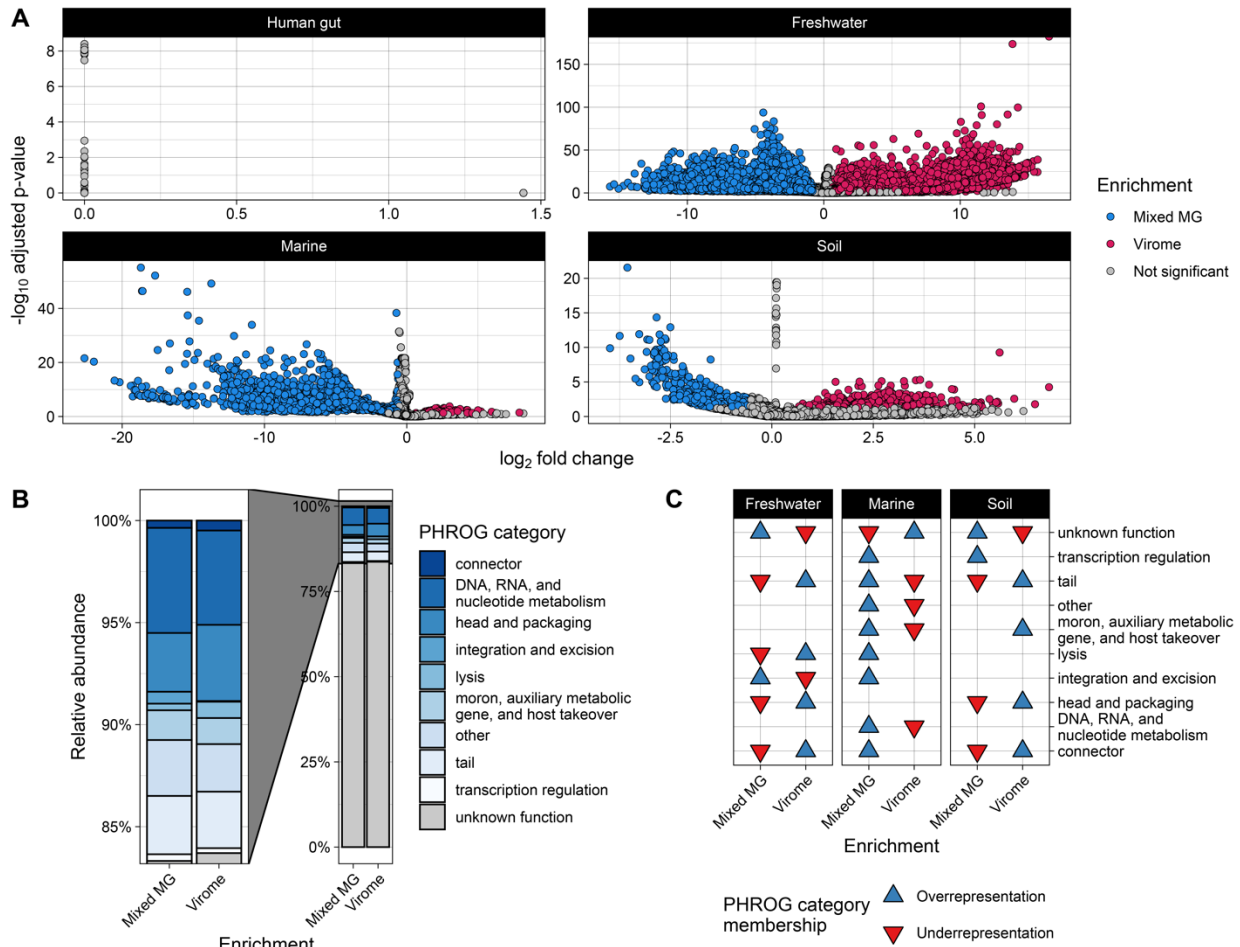 A
Human gut
Freshwater
8
6
4
2
0
0.0
0.5
1.0
1.5
150
100
50
0
-10
0
10
Marine
Soil
40
20
0
-20
-10
0
20
15
10
5
0
-2.5
0.0
2.5
5.0
-log10 adjusted p-value
log2 fold change
Enrichment
Mixed MG
Virome
Not significant
B
100%
95%
90%
85%
Relative abundance
100%
75%
50%
25%
0%
Mixed MG
Virome
Mixed MG
Virome
Enrichment
PHROG category
connector
DNA, RNA, and
nucleotide metabolism
head and packaging
integration and excision
lysis
moron, auxiliary metabolic
gene, and host takeover
other
tail
transcription regulation
unknown function
C
Freshwater
Marine
Soil
unknown function
transcription regulation
tail
other
moron, auxiliary metabolic
gene, and host takeover
lysis
integration and excision
head and packaging
DNA, RNA, and
nucleotide metabolism
connector
Mixed MG
Virome
Mixed MG
Virome
Mixed MG
Virome
Enrichment
PHROG category
membership
Overrepresentation
Underrepresentation